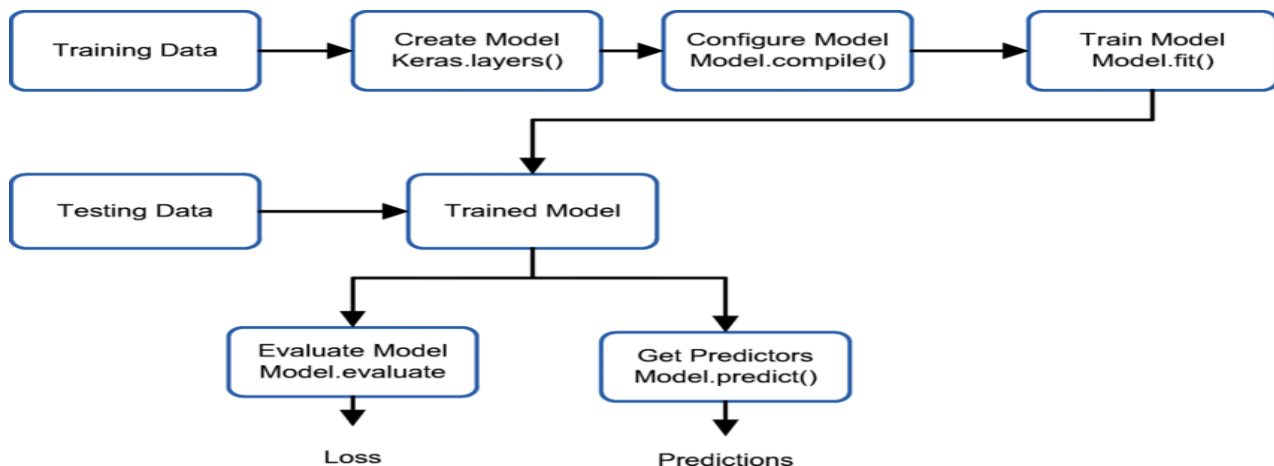 Training Data
Create Model
Keras.layers()
Configure Model
Model.compile()
Train Model
Model.fit()
Testing Data
Trained Model
Evaluate Model
Model.evaluate
Get Predictors
Model.predict()
Loss
Predictions